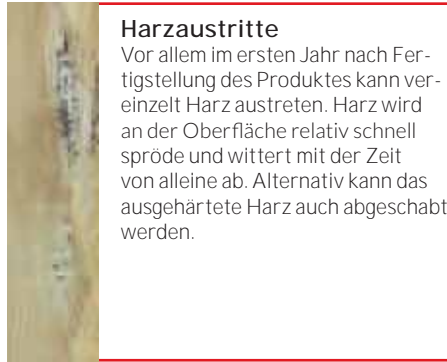 Harzaustritte
Vor allem im ersten Jahr nach Fer-
tigstellung des Produktes kann ver-
einzelt Harz austreten. Harz wird
an der Oberfläche relativ schnell
spröde und wittert mit der Zeit
von alleine ab. Alternativ kann das
ausgehärtete Harz auch abgeschabt
werden.